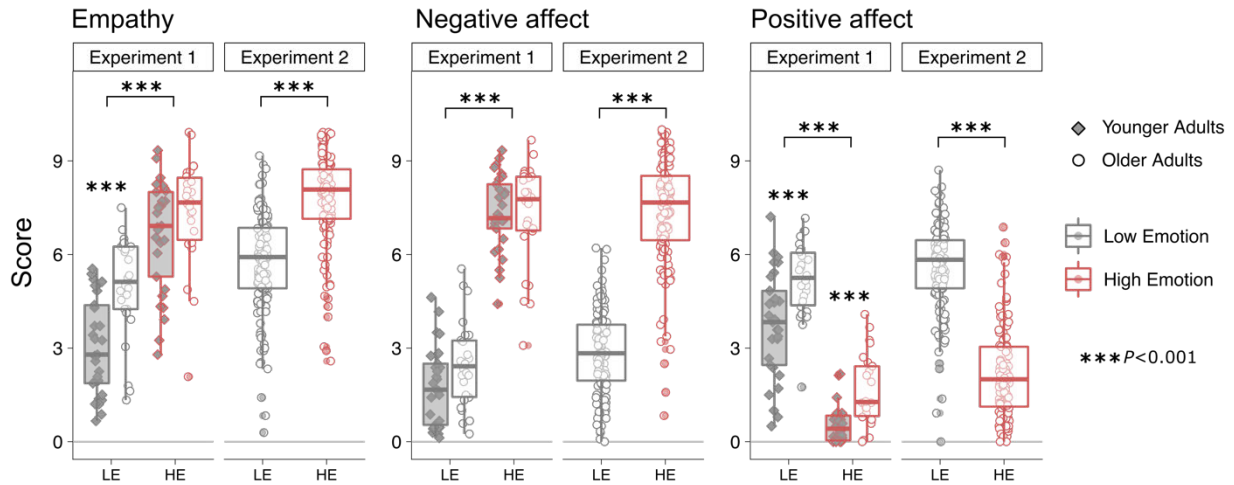 Empathy
Negative affect
Positive affect
Experiment 1
Experiment 2
Experiment 1
Experiment 2
Experiment 1
Experiment 2
***
***
***
***
***
***
***
***
***
Younger Adults
Older Adults
Low Emotion
High Emotion
***P<0.001
Score
9
6
3
0
9
6
3
0
9
6
3
0
LE
HE
LE
HE
LE
HE
LE
HE
LE
HE
LE
HE